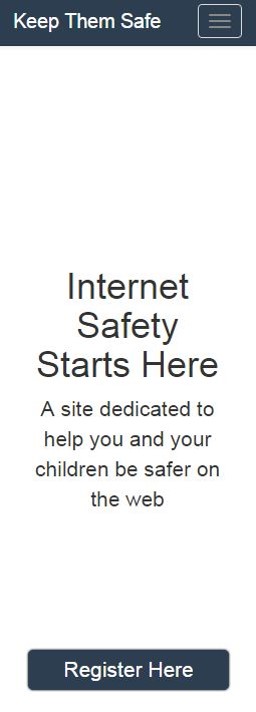 Keep Them Safe
Internet
Safety
Starts Here
A site dedicated to
help you and your
children be safer on
the web
Register Here